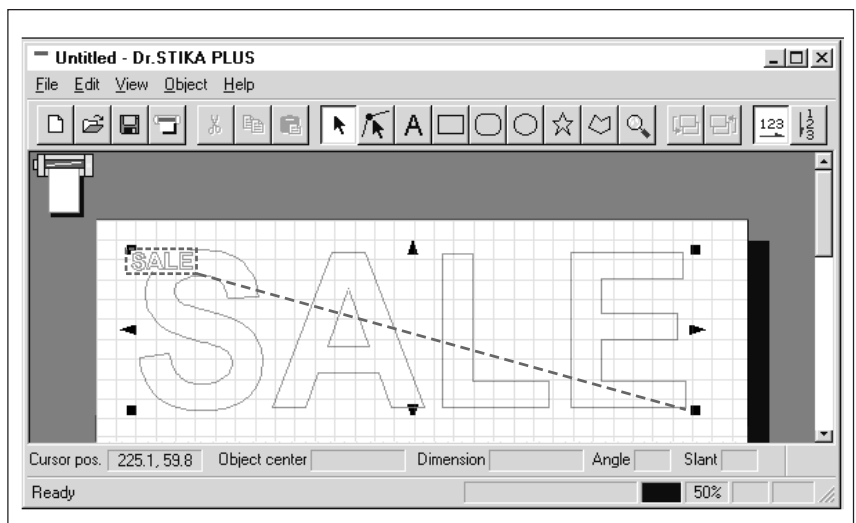 Untitled - Dr.STIKA PLUS
File Edit View Object Help
A 123 123
SALE
SALE
Cursor pos. 225.1, 59.8 Object center Dimension Angle Slant
Ready 50%